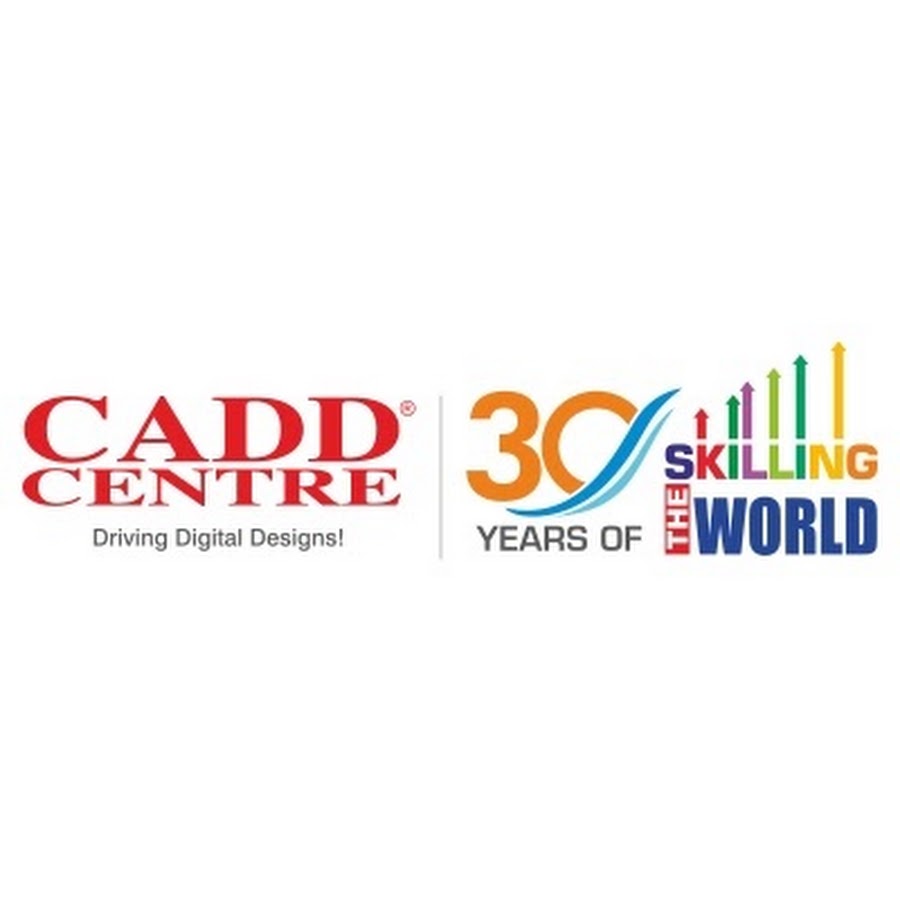 CADD®
CENTRE
Driving Digital Designs!
30
YEARS OF
SKILLING
THE WORLD